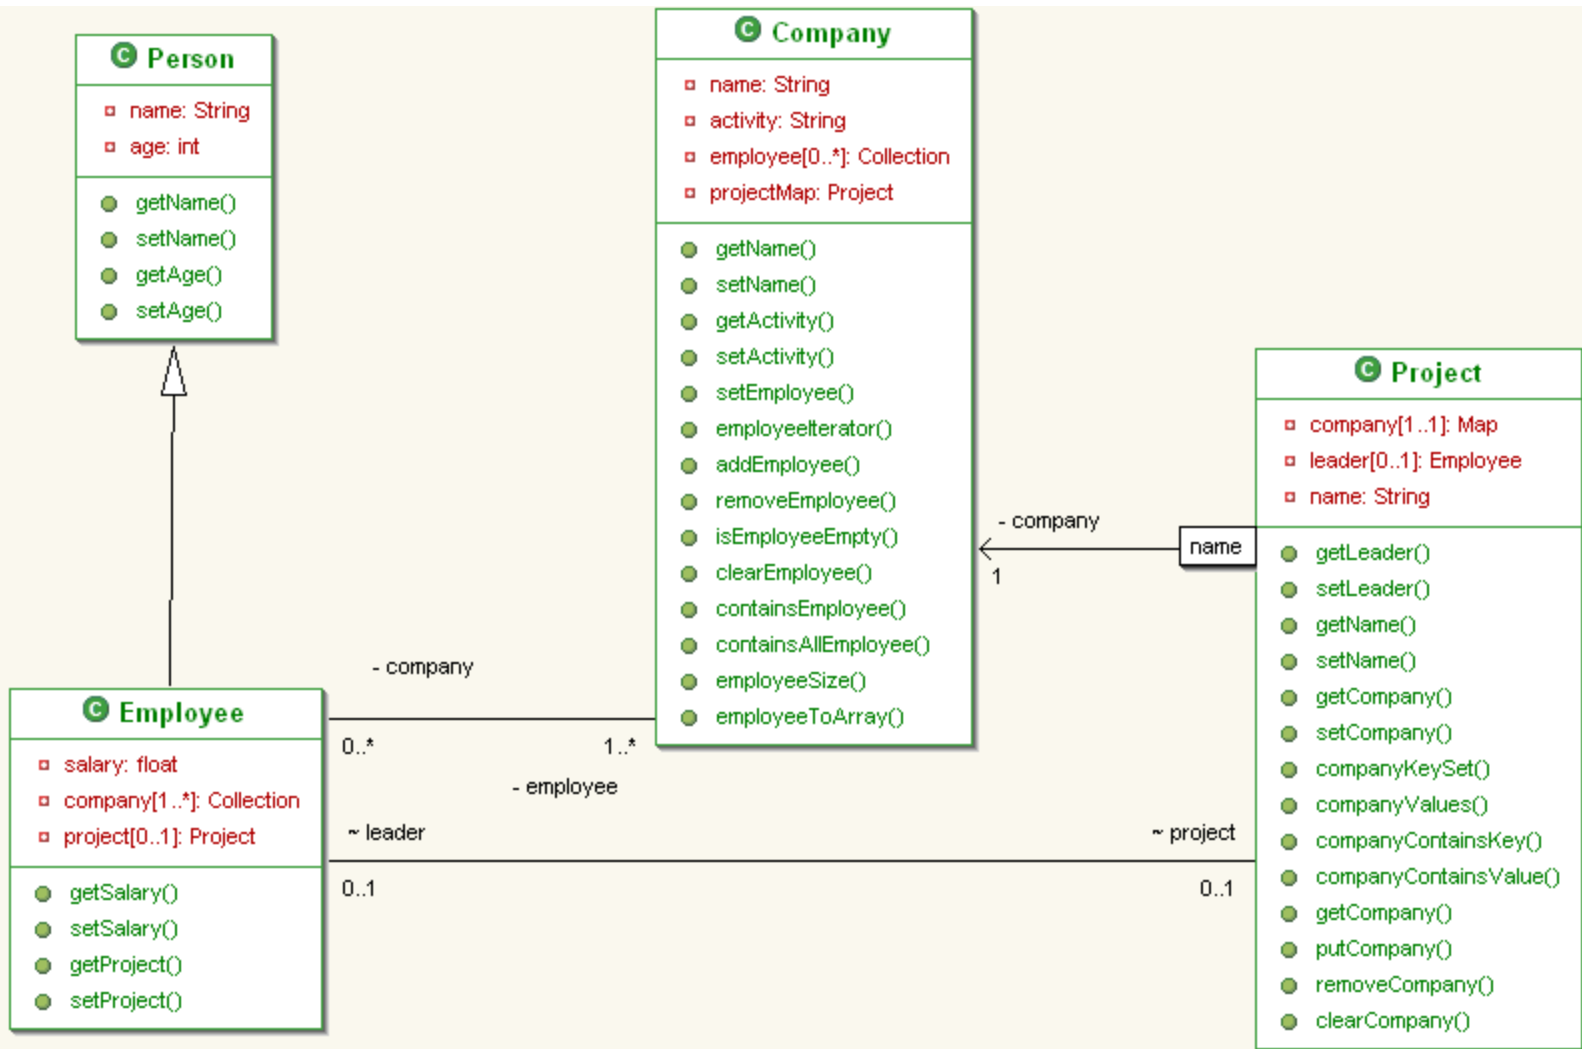 C Person
name: String
age: int
getName()
setName()
getAge()
setAge()
C Company
name: String
activity: String
employee[0..*]: Collection
projectMap: Project
getName()
setName()
getActivity()
setActivity()
setEmployee()
employeeIterator()
addEmployee()
removeEmployee()
isEmployeeEmpty()
clearEmployee()
containsEmployee()
containsAllEmployee()
employeeSize()
employeeToArray()
- company
1
name
C Project
company[1..1]: Map
leader[0..1]: Employee
name: String
getLeader()
setLeader()
getName()
setName()
getCompany()
setCompany()
companyKeySet()
companyValues()
companyContainsKey()
companyContainsValue()
getCompany()
putCompany()
removeCompany()
clearCompany()
C Employee
salary: float
company[1..*]: Collection
project[0..1]: Project
getSalary()
setSalary()
getProject()
setProject()
- company
0..*
1..*
- employee
~ leader
~ project
0..1
0..1